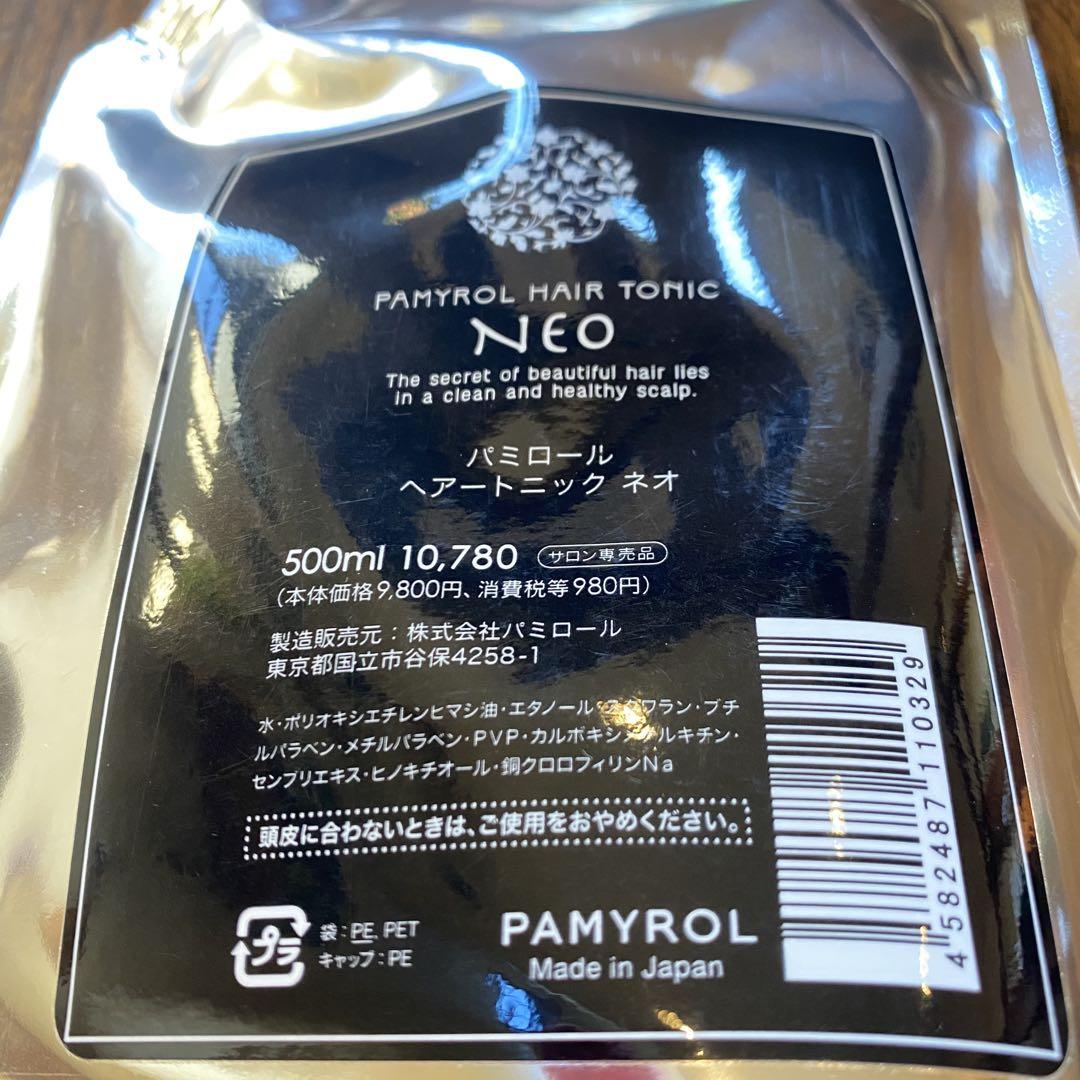 PAMYROL HAIR TONIC
NEO
The secret of beautiful hair lies
in a clean and healthy scalp.
パミロール
ヘアートニック ネオ
500ml 10,780 サロン専売品
(本体価格9,800円、消費税等980円)
製造販売元：株式会社パミロール
東京都国立市谷保4258-1
水・ポリオキシエチレンヒマシ油・エタノール・スクワラン・ブチ
ルパラベン・メチルパラベン・PVP・カルボキシメチルキチン・
センブリエキス・ヒノキチオール・銅クロロフィリンNa
頭皮に合わないときは、ご使用をおやめください。
プラ
袋：PE, PET
キャップ：PE
PAMYROL
Made in Japan
4 582487 110329